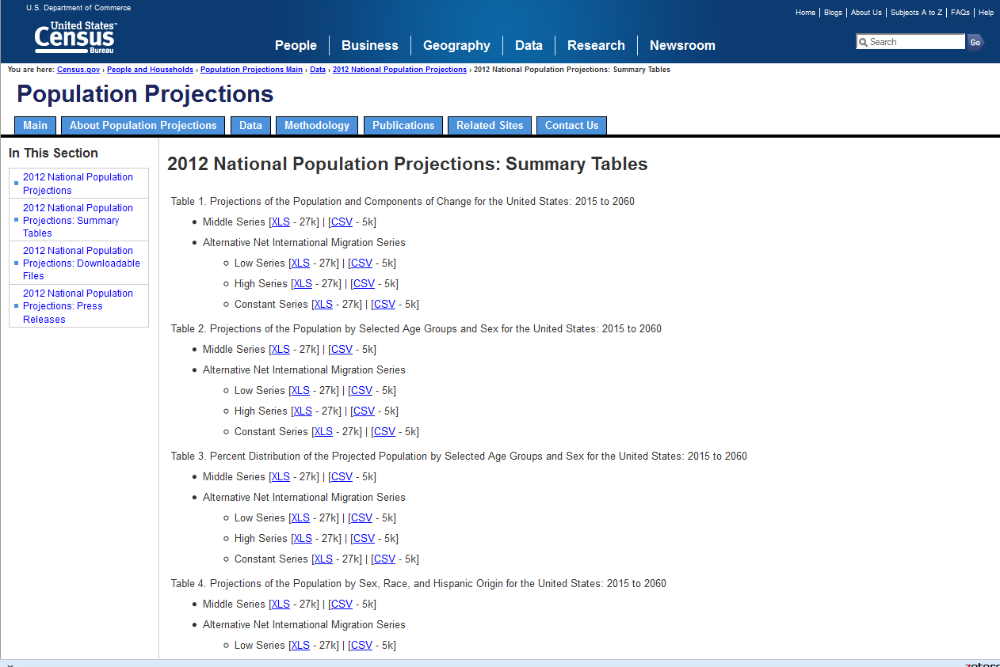 U.S. Department of Commerce
Home | Blogs | About Us | Subjects A to Z | FAQs | Help
United States™
Census
Bureau
People | Business | Geography | Data | Research | Newsroom
Search Go
You are here: Census.gov › People and Households › Population Projections Main › Data › 2012 National Population Projections › 2012 National Population Projections: Summary Tables
Population Projections
Main About Population Projections Data Methodology Publications Related Sites Contact Us
In This Section
2012 National Population
Projections
2012 National Population
Projections: Summary
Tables
2012 National Population
Projections: Downloadable
Files
2012 National Population
Projections: Press
Releases
2012 National Population Projections: Summary Tables
Table 1. Projections of the Population and Components of Change for the United States: 2015 to 2060
Middle Series [XLS - 27k] | [CSV - 5k]
Alternative Net International Migration Series
Low Series [XLS - 27k] | [CSV - 5k]
High Series [XLS - 27k] | [CSV - 5k]
Constant Series [XLS - 27k] | [CSV - 5k]
Table 2. Projections of the Population by Selected Age Groups and Sex for the United States: 2015 to 2060
Middle Series [XLS - 27k] | [CSV - 5k]
Alternative Net International Migration Series
Low Series [XLS - 27k] | [CSV - 5k]
High Series [XLS - 27k] | [CSV - 5k]
Constant Series [XLS - 27k] | [CSV - 5k]
Table 3. Percent Distribution of the Projected Population by Selected Age Groups and Sex for the United States: 2015 to 2060
Middle Series [XLS - 27k] | [CSV - 5k]
Alternative Net International Migration Series
Low Series [XLS - 27k] | [CSV - 5k]
High Series [XLS - 27k] | [CSV - 5k]
Constant Series [XLS - 27k] | [CSV - 5k]
Table 4. Projections of the Population by Sex, Race, and Hispanic Origin for the United States: 2015 to 2060
Middle Series [XLS - 27k] | [CSV - 5k]
Alternative Net International Migration Series
Low Series [XLS - 27k] | [CSV - 5k]